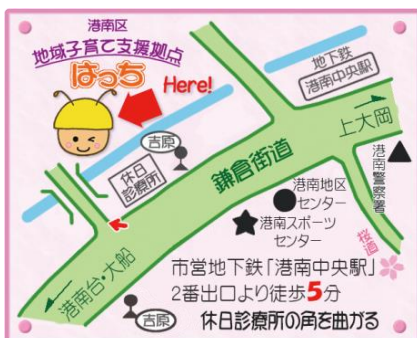 港南区
地域子育て支援拠点
はっち
Here!
地下鉄
港南中央駅
上大岡
吉原
休日
診療所
鎌倉街道
港南警察署
港南地区
センター
港南スポーツ
センター
桜道
港南台・大船
市営地下鉄「港南中央駅」
2番出口より徒歩5分
吉原
休日診療所の角を曲がる